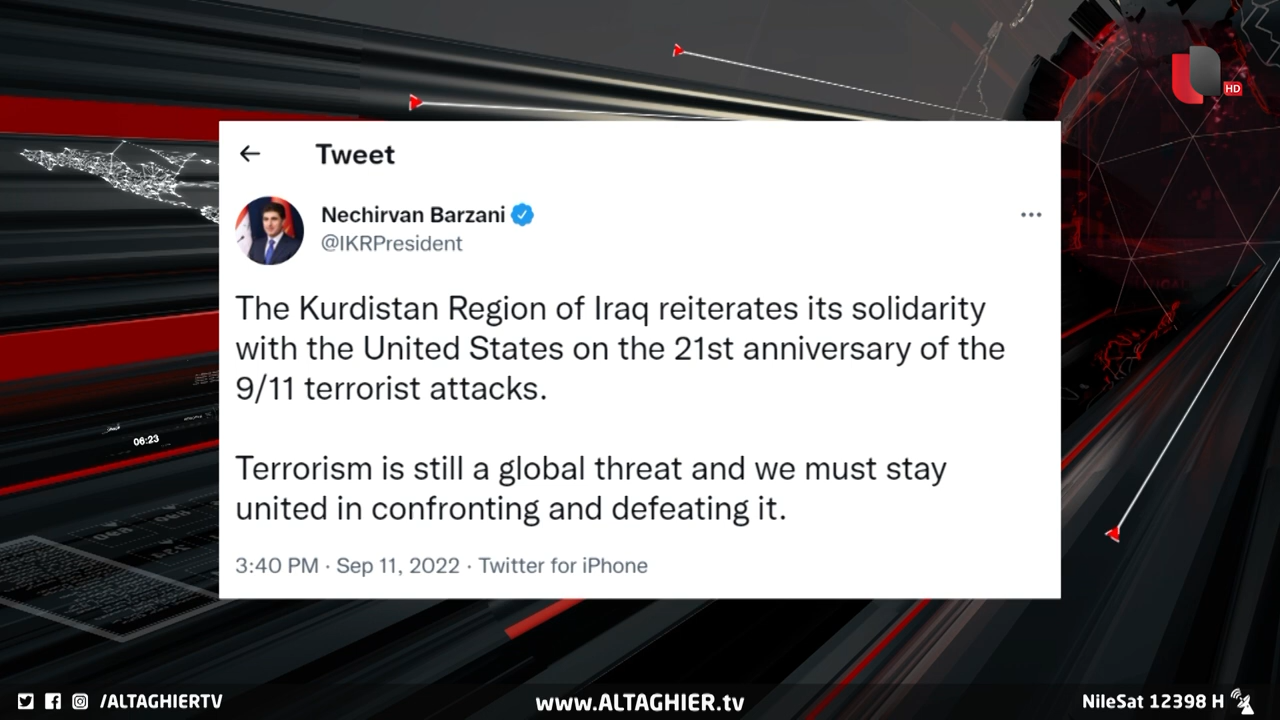 HD
Tweet
Nechirvan Barzani
@IKRPresident
The Kurdistan Region of Iraq reiterates its solidarity
with the United States on the 21st anniversary of the
9/11 terrorist attacks.
Terrorism is still a global threat and we must stay
united in confronting and defeating it.
3:40 PM · Sep 11, 2022 · Twitter for iPhone
06:23
/ALTAGHIERTV
www.ALTAGHIER.tv
NileSat 12398 H